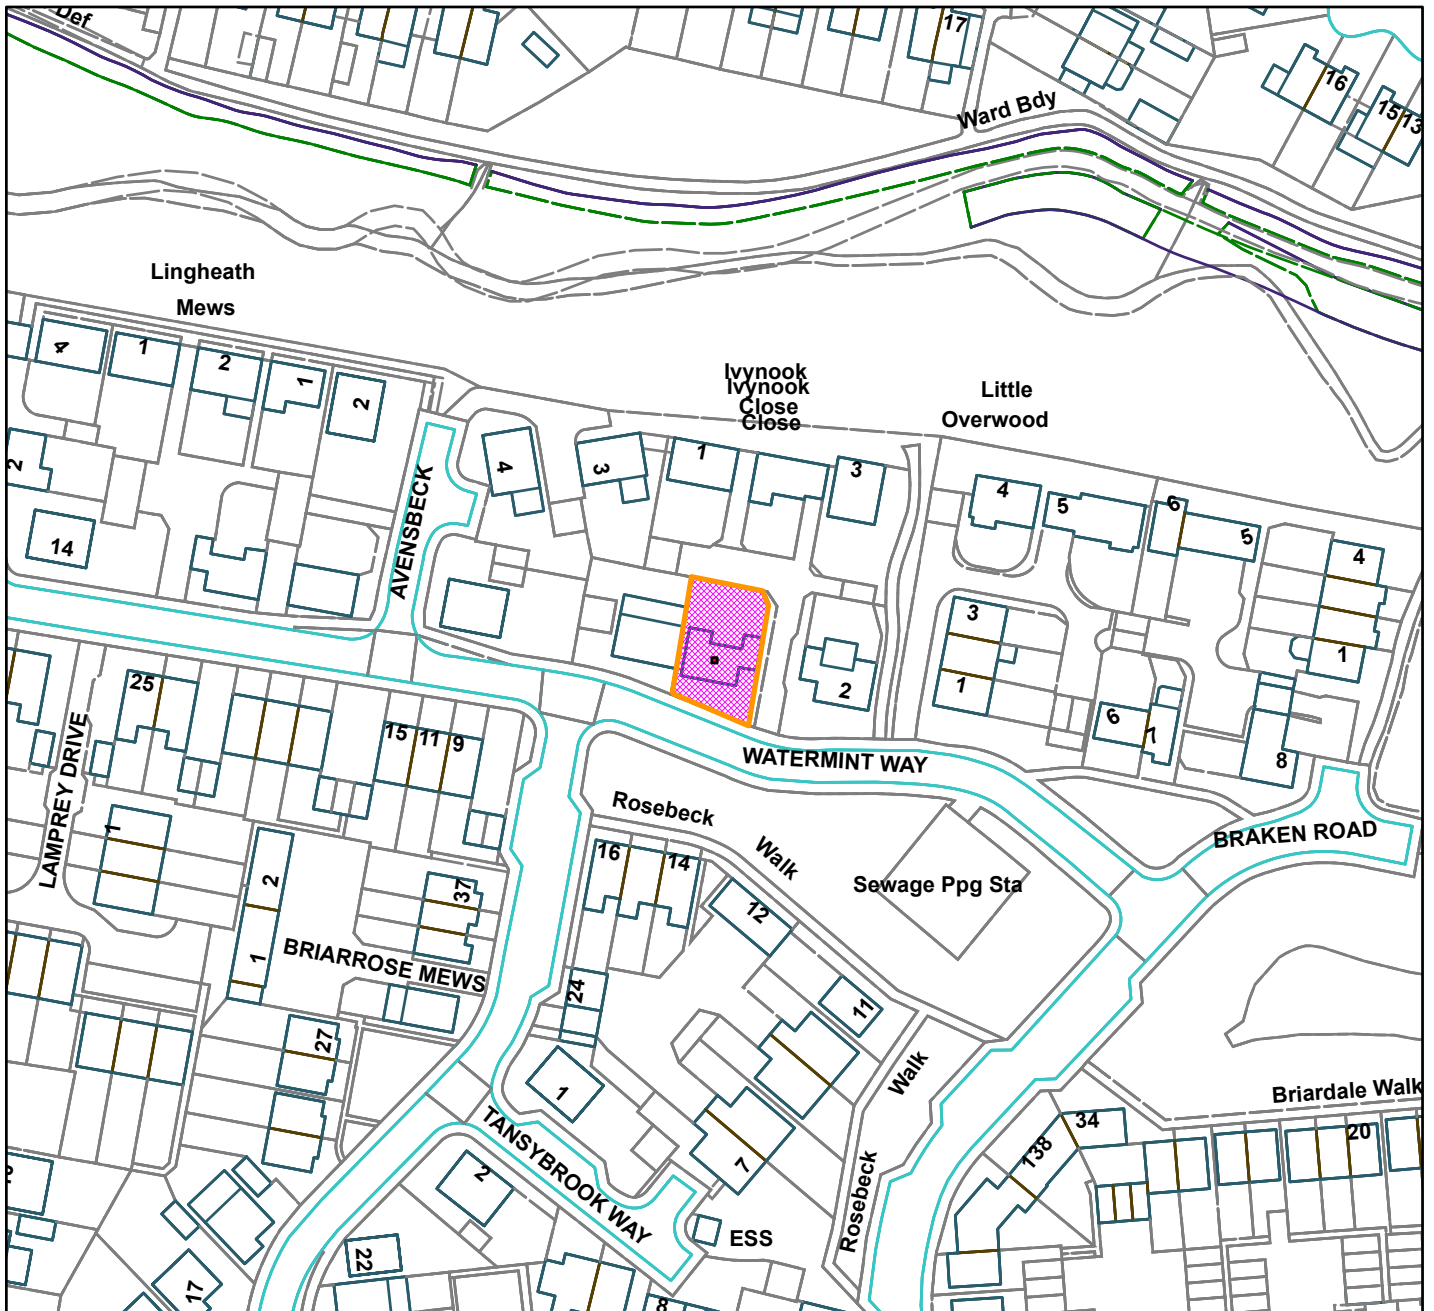 Def
17
16
15
13
Ward Bdy
Lingheath
Mews
Ivynook
Ivynook
Close
Close
Little
Overwood
4
1
2
1
2
4
3
1
3
4
5
6
5
4
2
14
AVENSBECK
3
1
2
1
6
7
8
25
15
11
9
WATERMINT WAY
LAMPREY DRIVE
BRAKEN ROAD
Rosebeck
Walk
Sewage Ppg Sta
1
2
1
37
16
14
12
11
BRIARROSE MEWS
24
27
1
Walk
Rosebeck
Briardale Walk
34
138
20
TANSYBROOK WAY
2
7
ESS
22
17
8